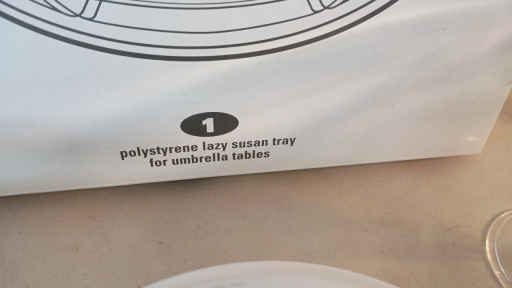 1
polystyrene lazy susan tray
for umbrella tables